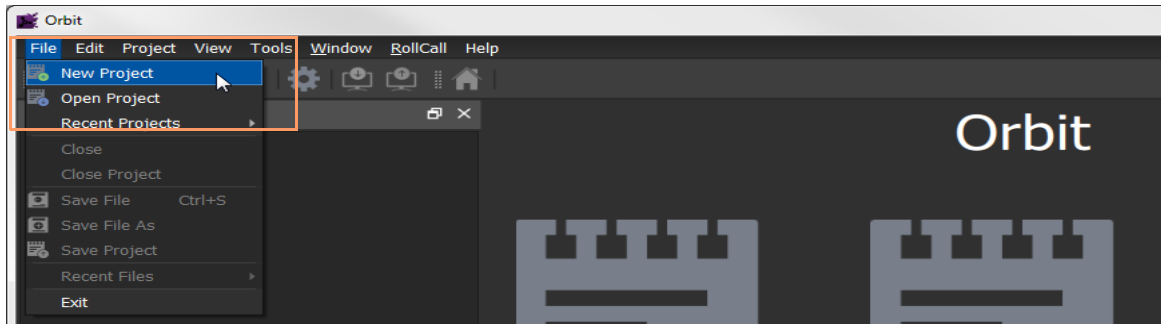 Orbit
File Edit Project View Tools Window RollCall Help
New Project
Open Project
Recent Projects
Close
Close Project
Save File Ctrl+S
Save File As
Save Project
Recent Files
Exit
Orbit